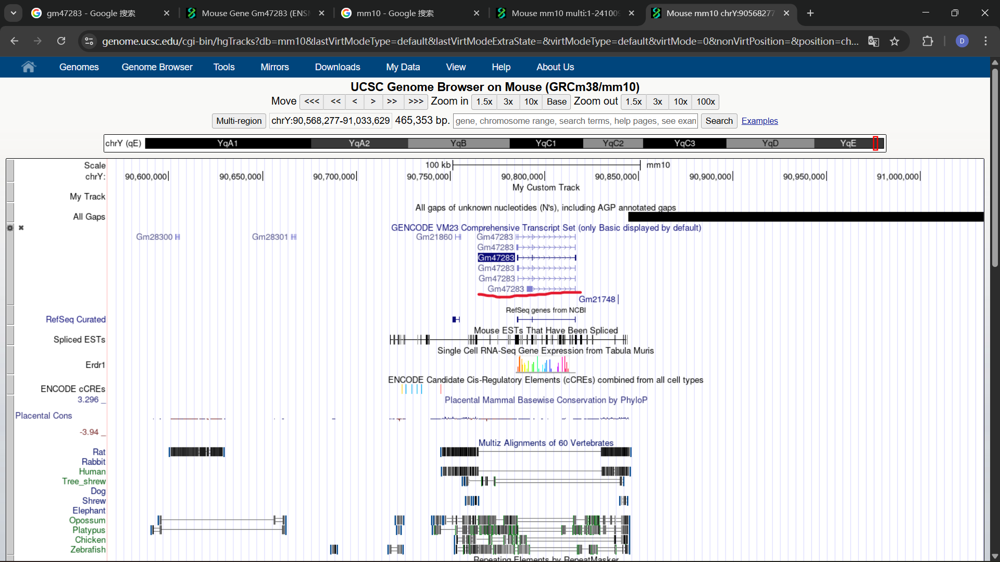 gm47283 - Google 搜索
Mouse Gene Gm47283 (ENS
mm10 - Google 搜索
Mouse mm10 multi:1-24100
Mouse mm10 chrY:90568277
genome.ucsc.edu/cgi-bin/hgTracks?db=mm10&lastVirtModeType=default&lastVirtModeExtraState=&virtModeType=default&virtMode=0&nonVirtPosition=&position=ch...
D
Genomes Genome Browser Tools Mirrors Downloads My Data View Help About Us
UCSC Genome Browser on Mouse (GRCm38/mm10)
Move <<< << < > >> >>> Zoom in 1.5x 3x 10x Base Zoom out 1.5x 3x 10x 100x
Multi-region chrY:90,568,277-91,033,629 465,353 bp. gene, chromosome range, search terms, help pages, see exam Search Examples
chrY (qE) YqA1 YqA2 YqB YqC1 YqC2 YqC3 YqD YqE
Scale 100 kb mm10
chrY: 90,600,000 90,650,000 90,700,000 90,750,000 90,800,000 90,850,000 90,900,000 90,950,000 91,000,000
My Custom Track
My Track
All gaps of unknown nucleotides (N's), including AGP annotated gaps
All Gaps
GENCODE VM23 Comprehensive Transcript Set (only Basic displayed by default)
Gm28300 Gm28301 Gm21860 Gm47283
Gm47283
Gm47283
Gm47283
Gm47283
Gm47283
Gm21748
RefSeq genes from NCBI
RefSeq Curated
Mouse ESTs That Have Been Spliced
Spliced ESTs
Single Cell RNA-Seq Gene Expression from Tabula Muris
Erdr1
ENCODE Candidate Cis-Regulatory Elements (cCREs) combined from all cell types
ENCODE cCREs
3.296 _
Placental Mammal Basewise Conservation by PhyloP
Placental Cons
-3.94 _
Multiz Alignments of 60 Vertebrates
Rat
Rabbit
Human
Tree_shrew
Dog
Shrew
Elephant
Opossum
Platypus
Chicken
Zebrafish
Repeating Elements by RepeatMasker